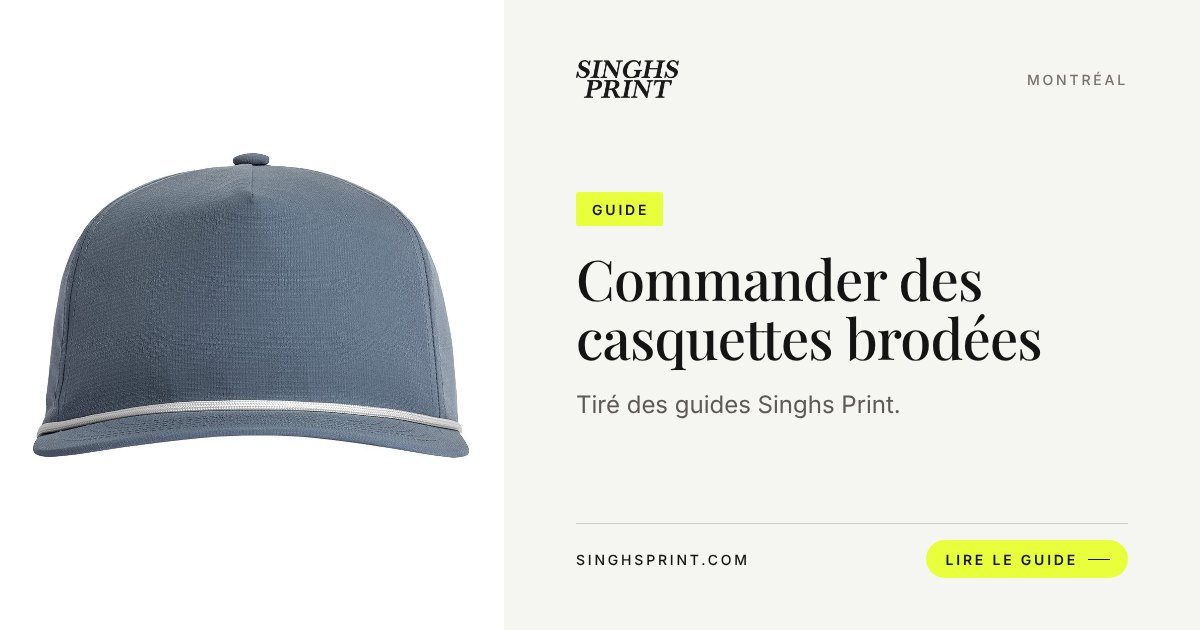 SINGHS
PRINT
MONTRÉAL
GUIDE
Commander des
casquettes brodées
Tiré des guides Singhs Print.
SINGHSPRINT.COM
LIRE LE GUIDE